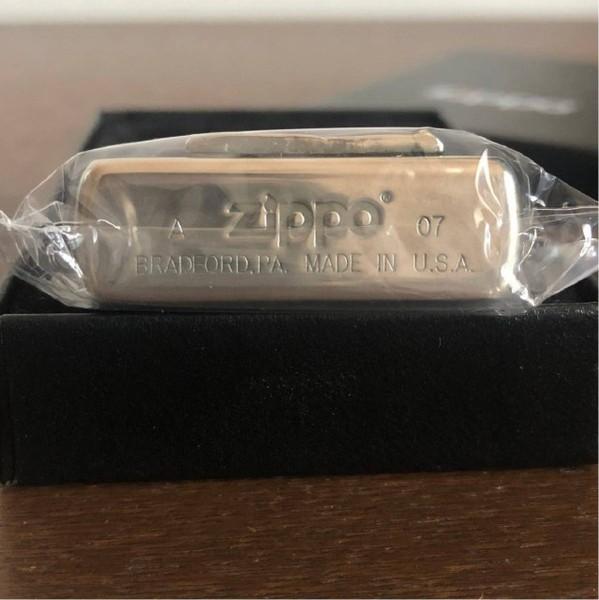 A zippo® 07
BRADFORD,PA. MADE IN U.S.A.